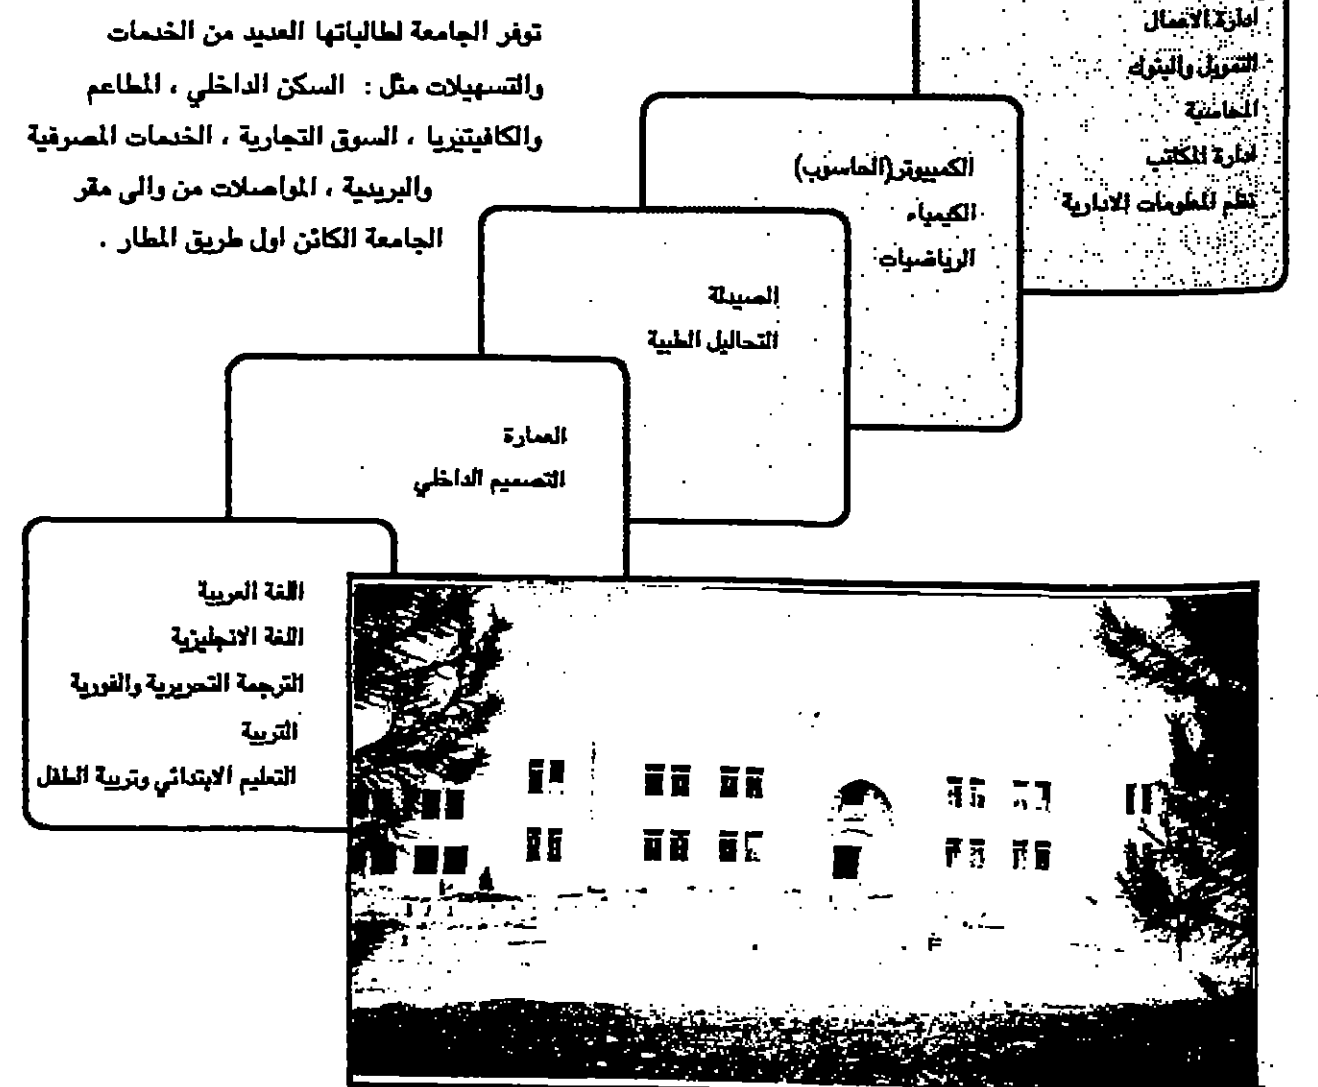 توفر الجامعة لطالباتها العديد من الخدمات
والتسهيلات مثل : السكن الداخلي ، المطاعم
والكافيتيريا ، السوق التجارية ، الخدمات المصرفية
والبريدية ، المواصلات من والى مقر
الجامعة الكائن اول طريق المطار .
ادارة الاعمال
التمويل والبنوك
المحاسبة
ادارة المكاتب
نظم المعلومات الادارية
الكمبيوتر(الحاسوب)
الكيمياء
الرياضيات
الصيدلة
التحاليل الطبية
العمارة
التصميم الداخلي
اللغة العربية
اللغة الانجليزية
الترجمة التحريرية والفورية
التربية
التعليم الابتدائي وتربية الطفل